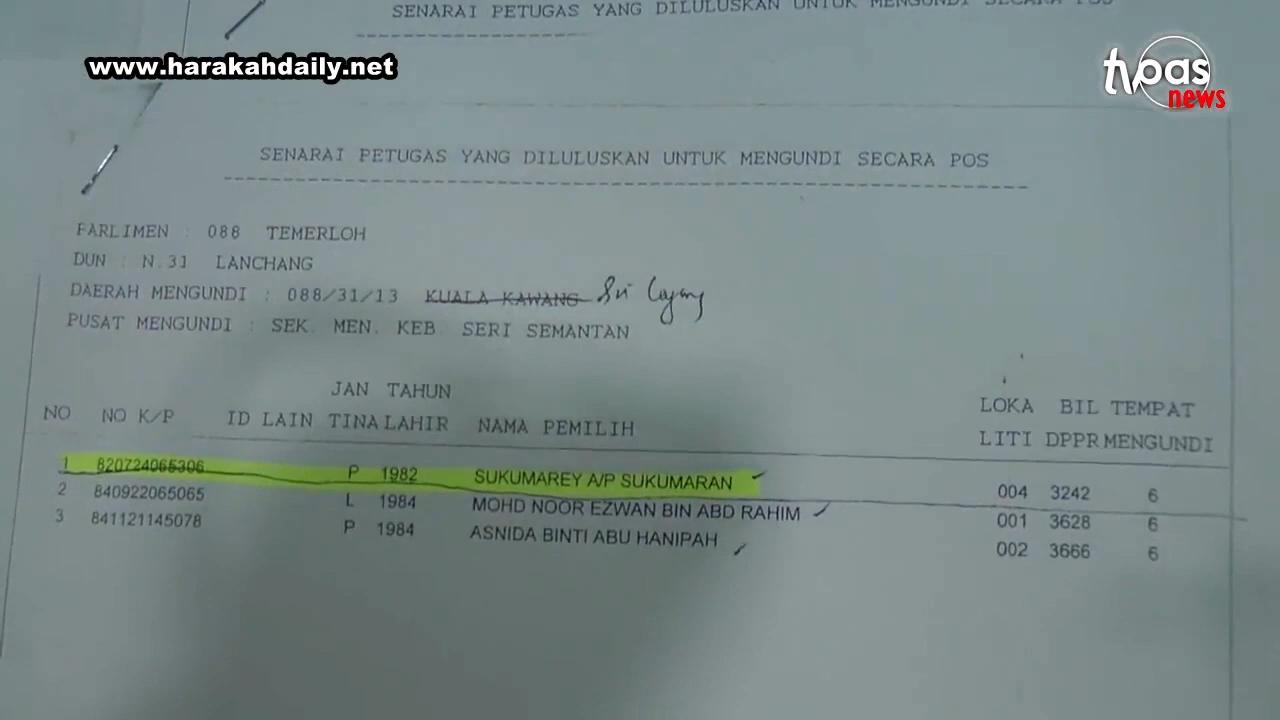 SENARAI PETUGAS YANG DILULUSKAN UNTUK MENGUNDI SECARA POS
www.harakahdaily.net
tvpas
news
SENARAI PETUGAS YANG DILULUSKAN UNTUK MENGUNDI SECARA POS
PARLIMEN : 088 TEMERLOH
DUN : N.31 LANCHANG
DAERAH MENGUNDI : 088/31/13 KUALA KAWANG Sri Layang
PUSAT MENGUNDI : SEK. MEN. KEB. SERI SEMANTAN
JAN TAHUN LOKA BIL TEMPAT
NO NO K/P ID LAIN TINA LAHIR NAMA PEMILIH LITI DPPR MENGUNDI
1 820724065306 P 1982 SUKUMAREY A/P SUKUMARAN 004 3242 6
2 840922065065 L 1984 MOHD NOOR EZWAN BIN ABD RAHIM 001 3628 6
3 841121145078 P 1984 ASNIDA BINTI ABU HANIPAH 002 3666 6